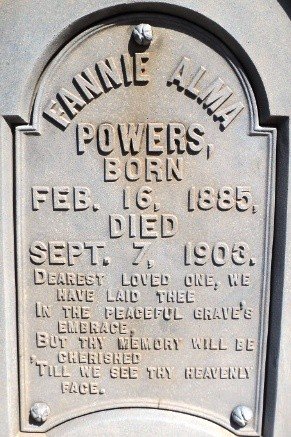 FANNIE ALMA
POWERS,
BORN
FEB. 16, 1885,
DIED
SEPT. 7, 1903.
DEAREST LOVED ONE, WE
HAVE LAID THEE
IN THE PEACEFUL GRAVE'S
EMBRACE,
BUT THY MEMORY WILL BE
CHERISHED
TILL WE SEE THY HEAVENLY
FACE.